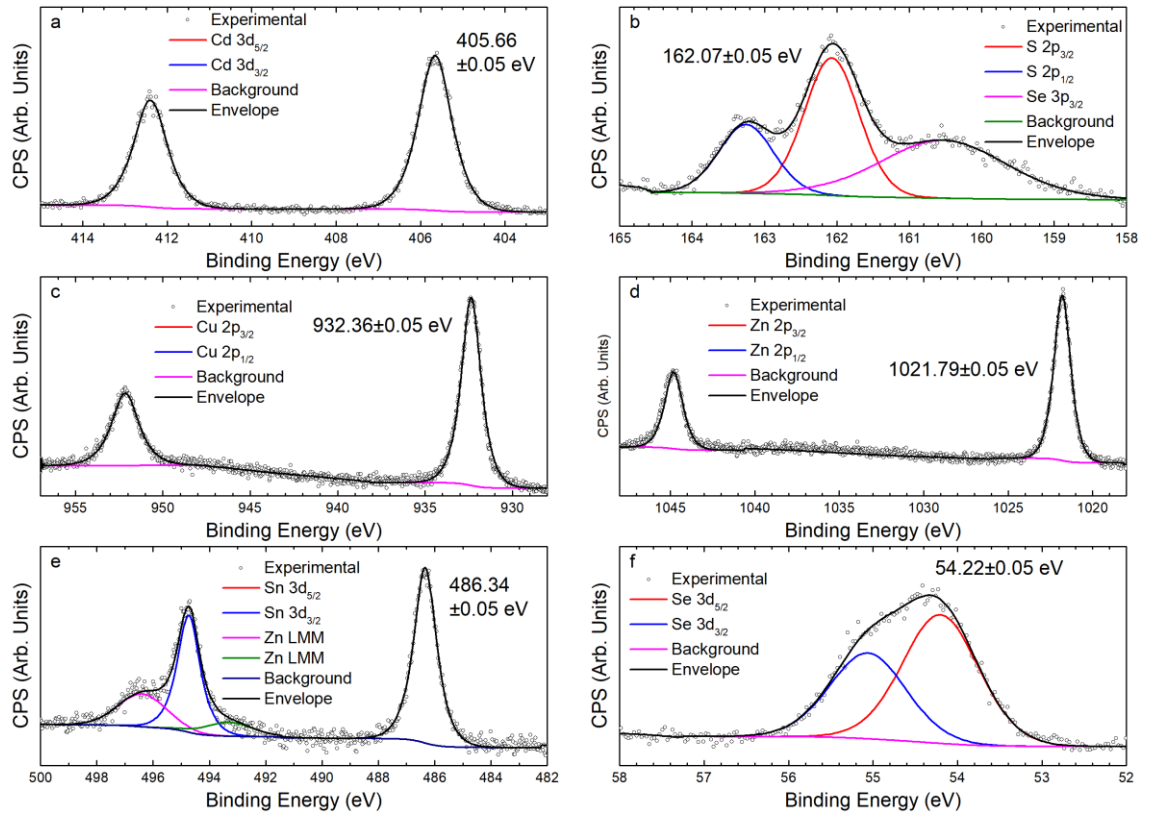 a
Experimental
Cd 3d5/2
Cd 3d3/2
Background
Envelope
405.66
±0.05 eV
CPS (Arb. Units)
414 412 410 408 406 404
Binding Energy (eV)
b
Experimental
S 2p3/2
S 2p1/2
Se 3p3/2
Background
Envelope
162.07±0.05 eV
CPS (Arb. Units)
165 164 163 162 161 160 159 158
Binding Energy (eV)
c
Experimental
Cu 2p3/2
Cu 2p1/2
Background
Envelope
932.36±0.05 eV
CPS (Arb. Units)
955 950 945 940 935 930
Binding Energy (eV)
d
Experimental
Zn 2p3/2
Zn 2p1/2
Background
Envelope
1021.79±0.05 eV
CPS (Arb. Units)
1045 1040 1035 1030 1025 1020
Binding Energy (eV)
e
Experimental
Sn 3d5/2
Sn 3d3/2
Zn LMM
Zn LMM
Background
Envelope
486.34
±0.05 eV
CPS (Arb. Units)
500 498 496 494 492 490 488 486 484 482
Binding Energy (eV)
f
Experimental
Se 3d5/2
Se 3d3/2
Background
Envelope
54.22±0.05 eV
CPS (Arb. Units)
58 57 56 55 54 53 52
Binding Energy (eV)